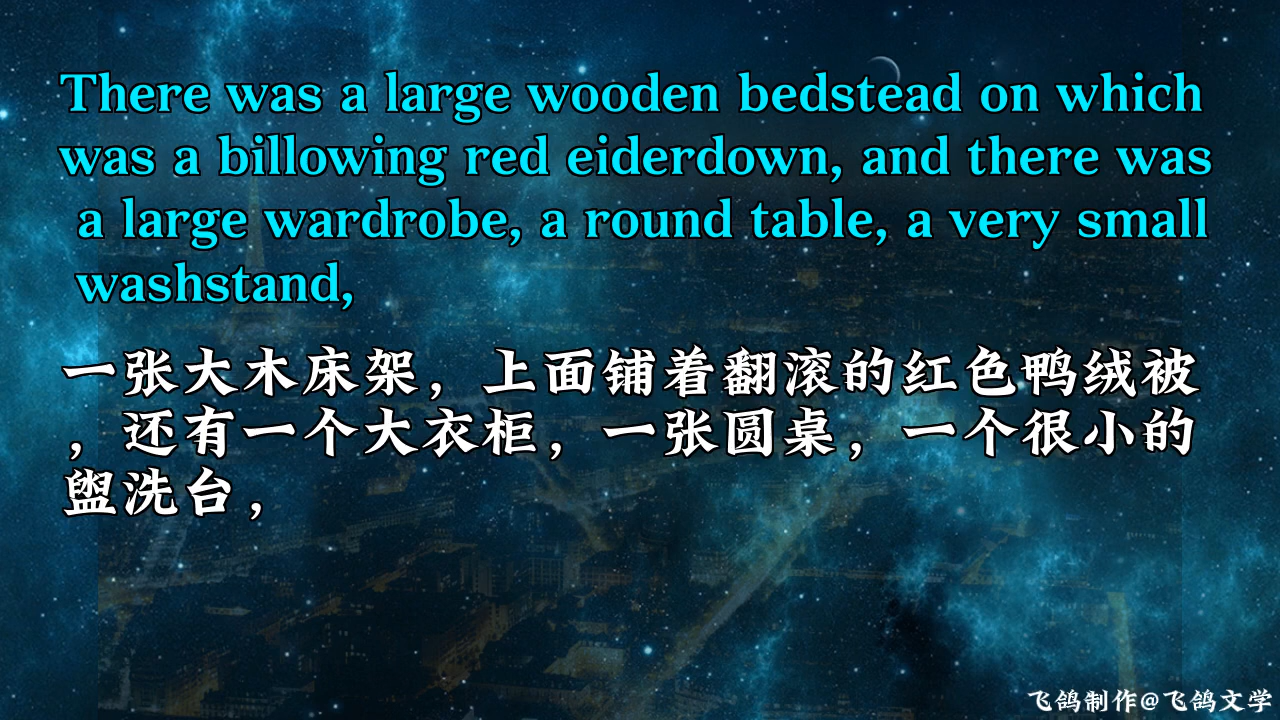 There was a large wooden bedstead on which
was a billowing red eiderdown, and there was
a large wardrobe, a round table, a very small
washstand,
一张大木床架，上面铺着翻滚的红色鸭绒被
，还有一个大衣柜，一张圆桌，一个很小的
盥洗台，
飞鸽制作@飞鸽文学